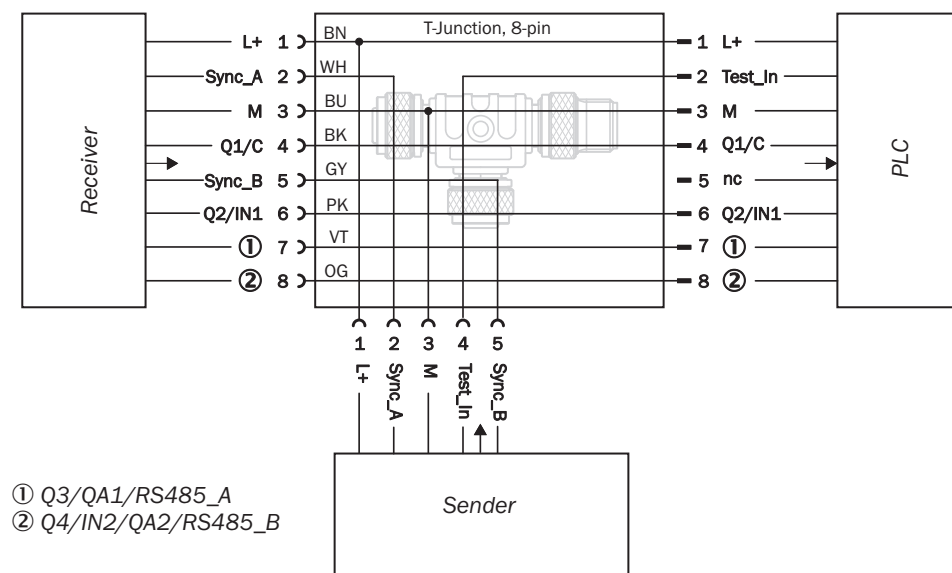 T-Junction, 8-pin
L+ 1 BN 1 L+
Sync_A 2 WH 2 Test_In
M 3 BU 3 M
Q1/C 4 BK 4 Q1/C
Sync_B 5 GY 5 nc
Q2/IN1 6 PK 6 Q2/IN1
① 7 VT 7 ①
② 8 OG 8 ②
Receiver
PLC
1 2 3 4 5
L+ Sync_A M Test_In Sync_B
Sender
① Q3/QA1/RS485_A
② Q4/IN2/QA2/RS485_B